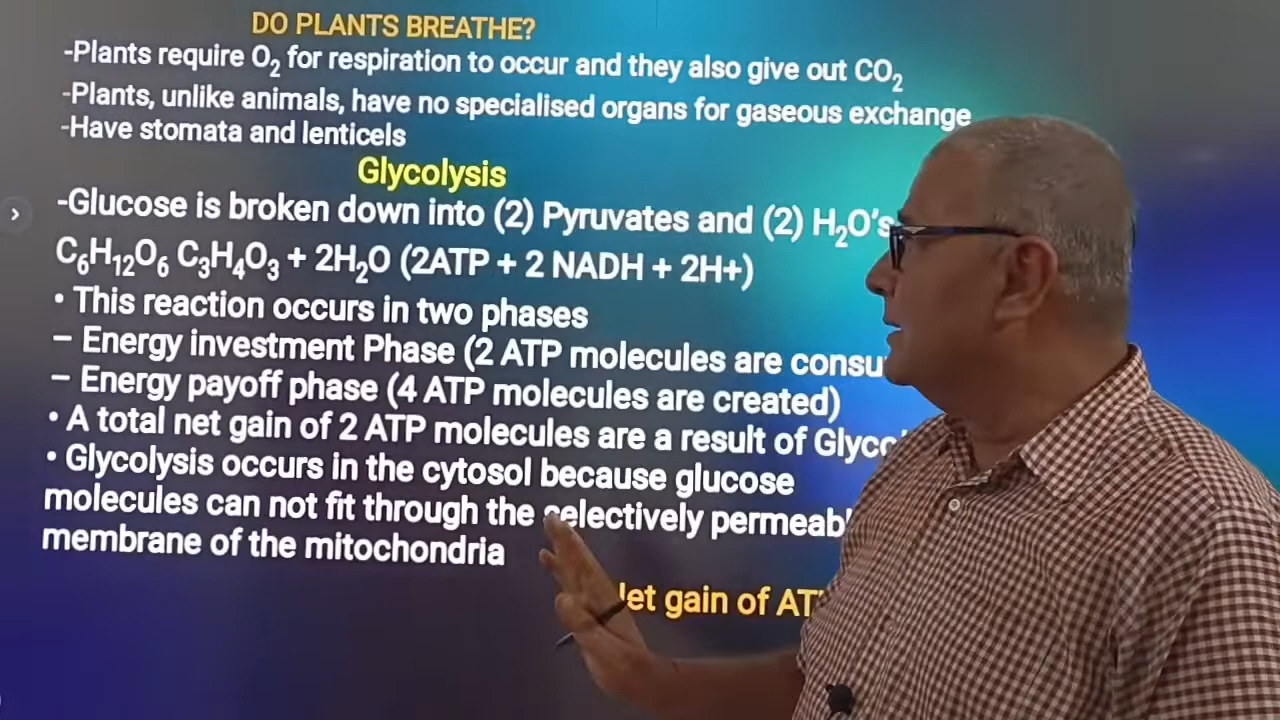 DO PLANTS BREATHE?
-Plants require O₂ for respiration to occur and they also give out CO₂
-Plants, unlike animals, have no specialised organs for gaseous exchange
-Have stomata and lenticels
Glycolysis
-Glucose is broken down into (2) Pyruvates and (2) H₂O's
C₆H₁₂O₆ C₃H₄O₃ + 2H₂O (2ATP + 2 NADH + 2H+)
• This reaction occurs in two phases
– Energy investment Phase (2 ATP molecules are
– Energy payoff phase (4 ATP molecules are created)
• A total net gain of 2 ATP molecules are a result of
• Glycolysis occurs in the cytosol because glucose
molecules can not fit through the selectively
membrane of the mitochondria
gain of